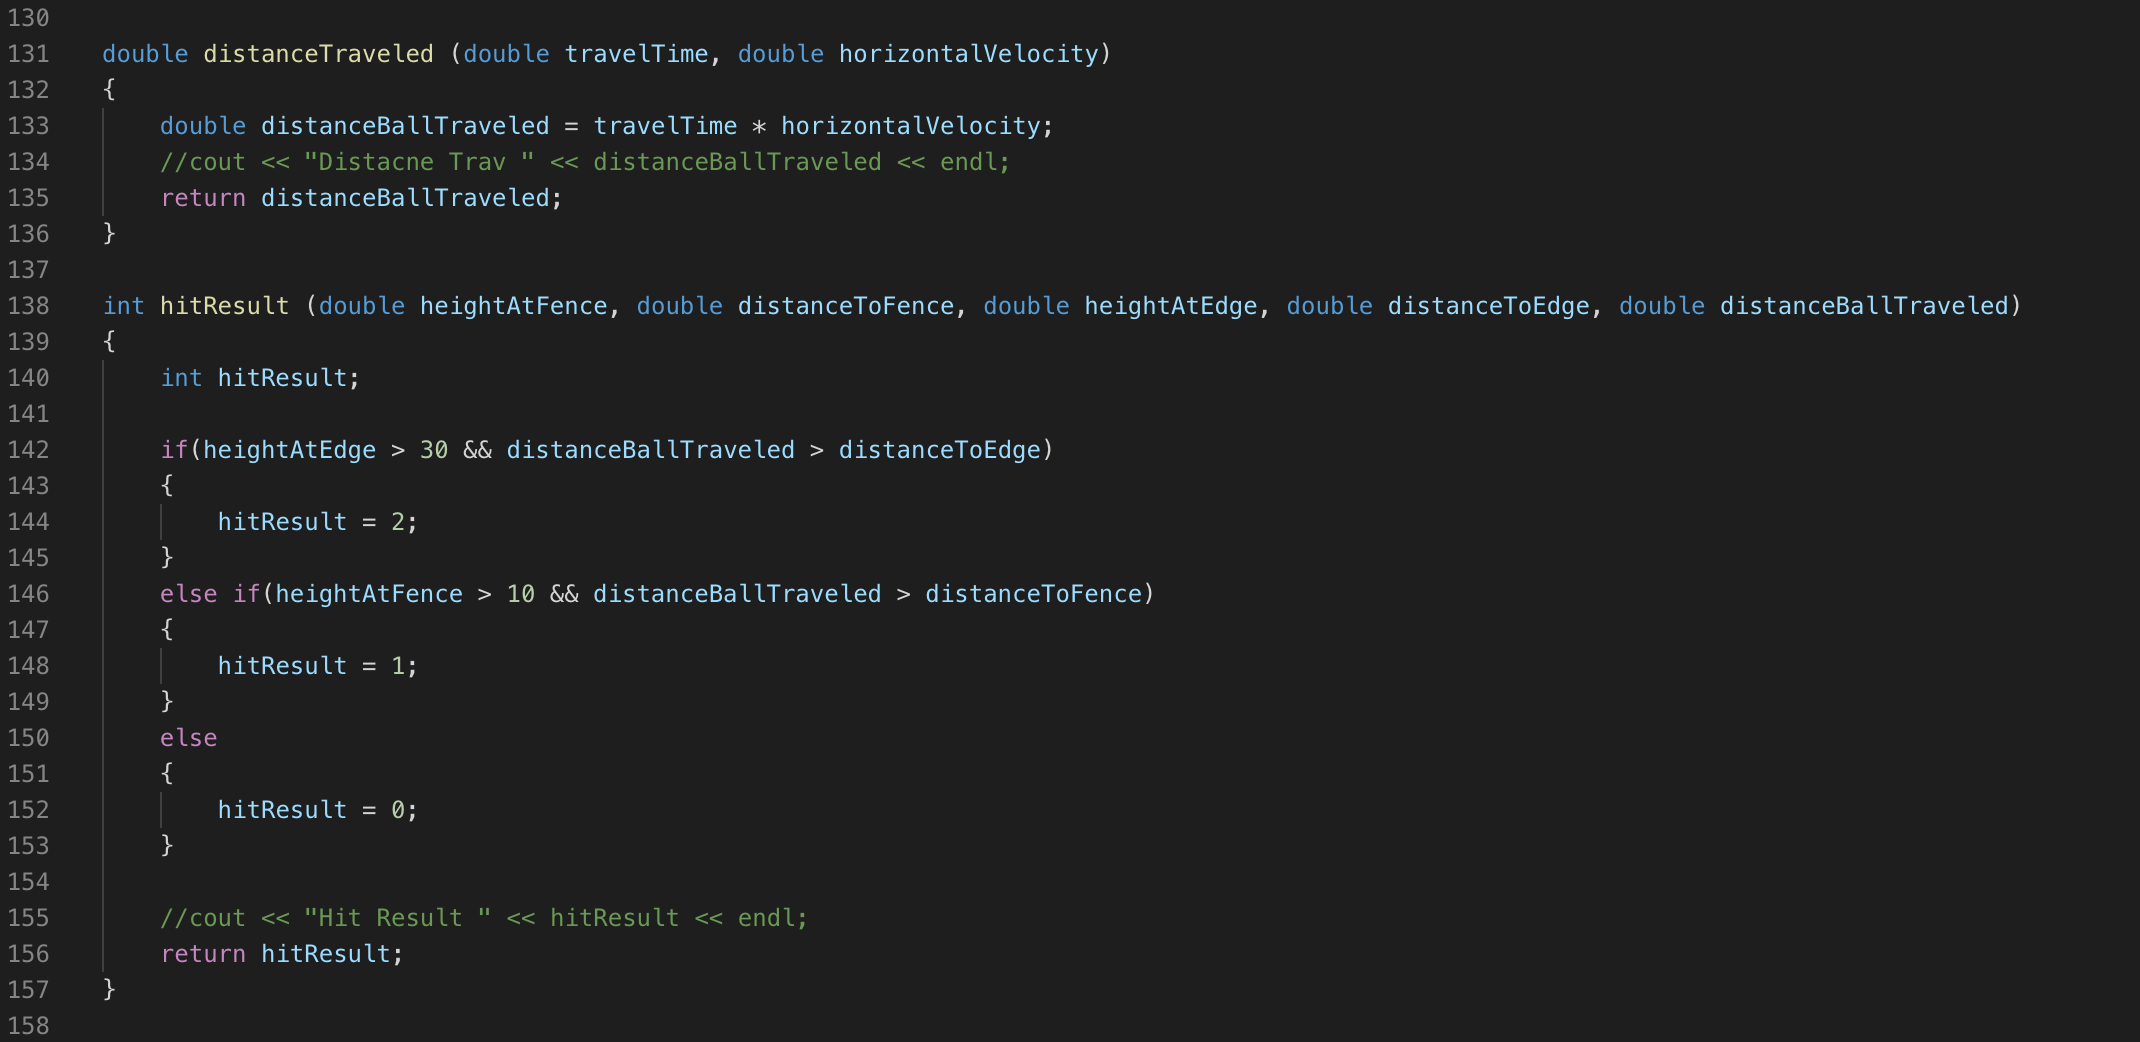 130
131 double distanceTraveled (double travelTime, double horizontalVelocity)
132 {
133 double distanceBallTraveled = travelTime * horizontalVelocity;
134 //cout << "Distacne Trav " << distanceBallTraveled << endl;
135 return distanceBallTraveled;
136 }
137
138 int hitResult (double heightAtFence, double distanceToFence, double heightAtEdge, double distanceToEdge, double distanceBallTraveled)
139 {
140 int hitResult;
141
142 if(heightAtEdge > 30 && distanceBallTraveled > distanceToEdge)
143 {
144 hitResult = 2;
145 }
146 else if(heightAtFence > 10 && distanceBallTraveled > distanceToFence)
147 {
148 hitResult = 1;
149 }
150 else
151 {
152 hitResult = 0;
153 }
154
155 //cout << "Hit Result " << hitResult << endl;
156 return hitResult;
157 }
158